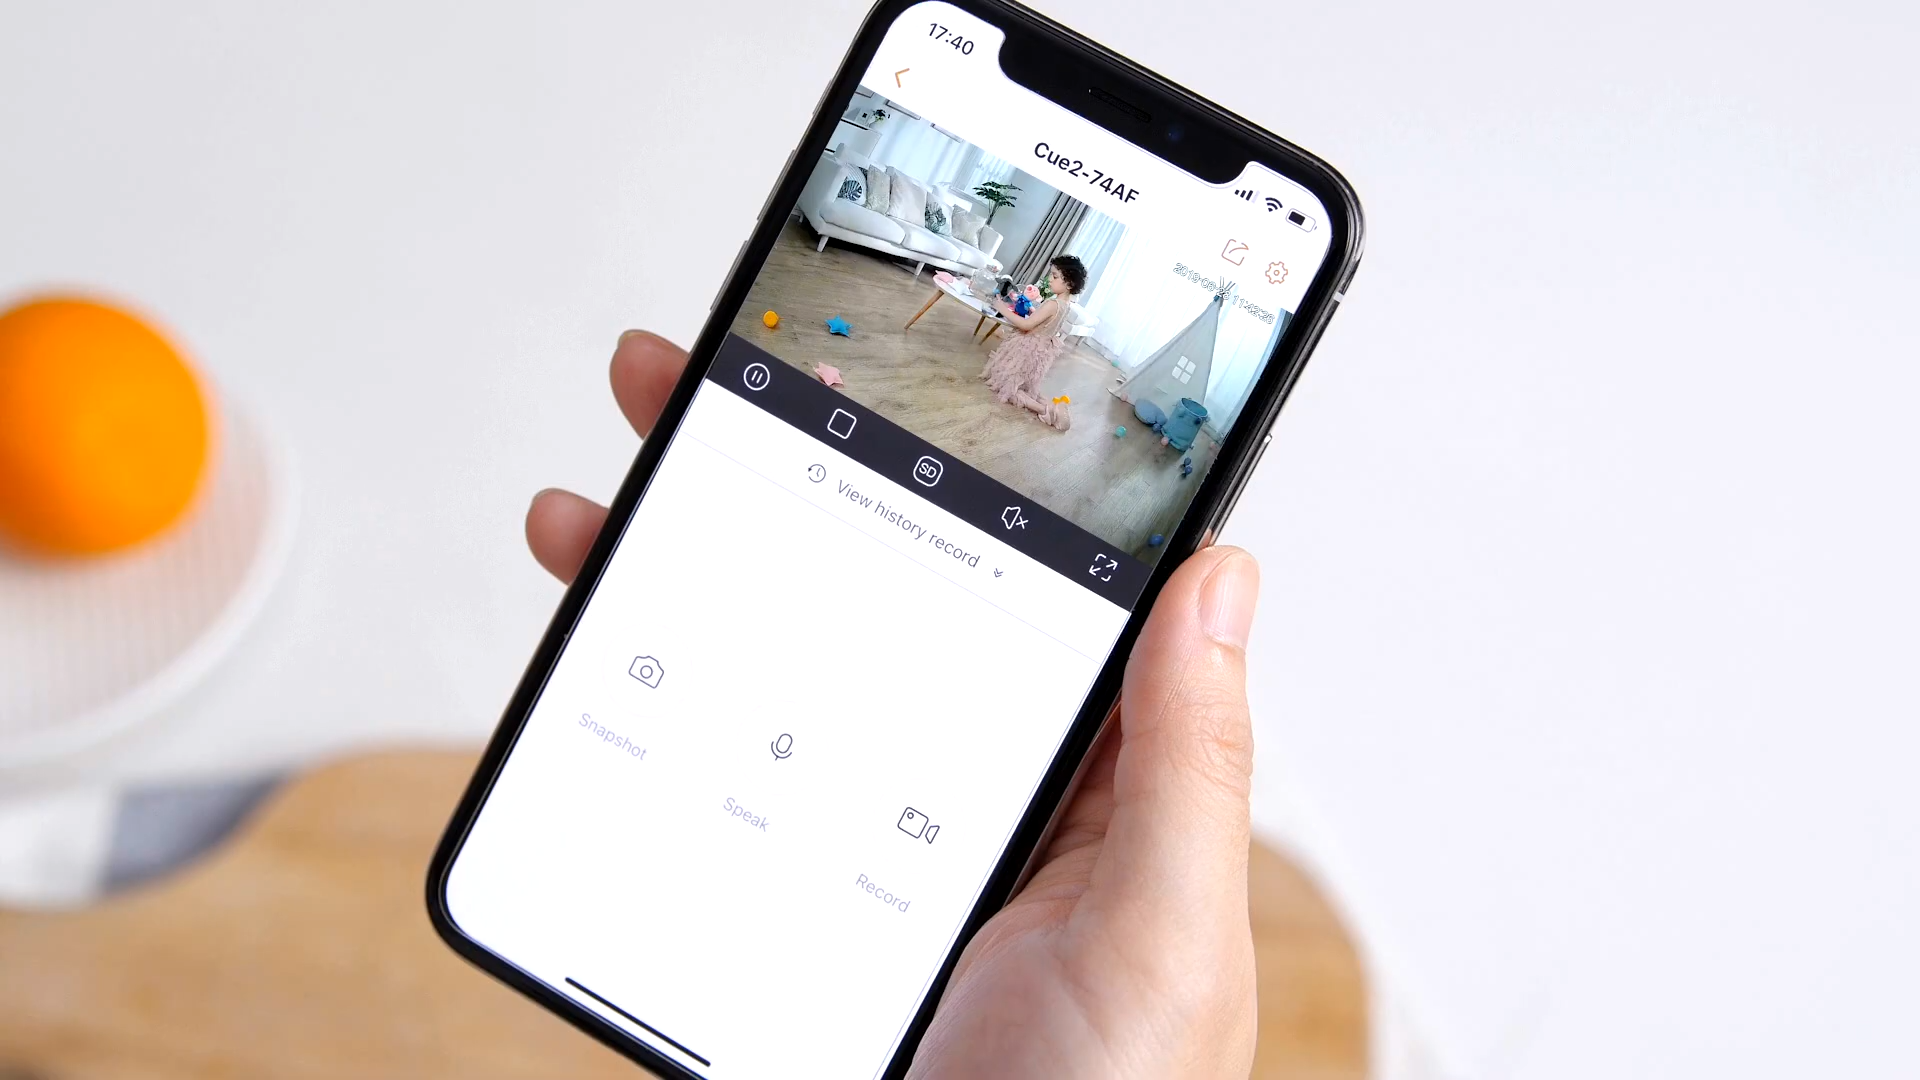 17:40
Cue2-74AF
SD
View history record
Snapshot
Speak
Record